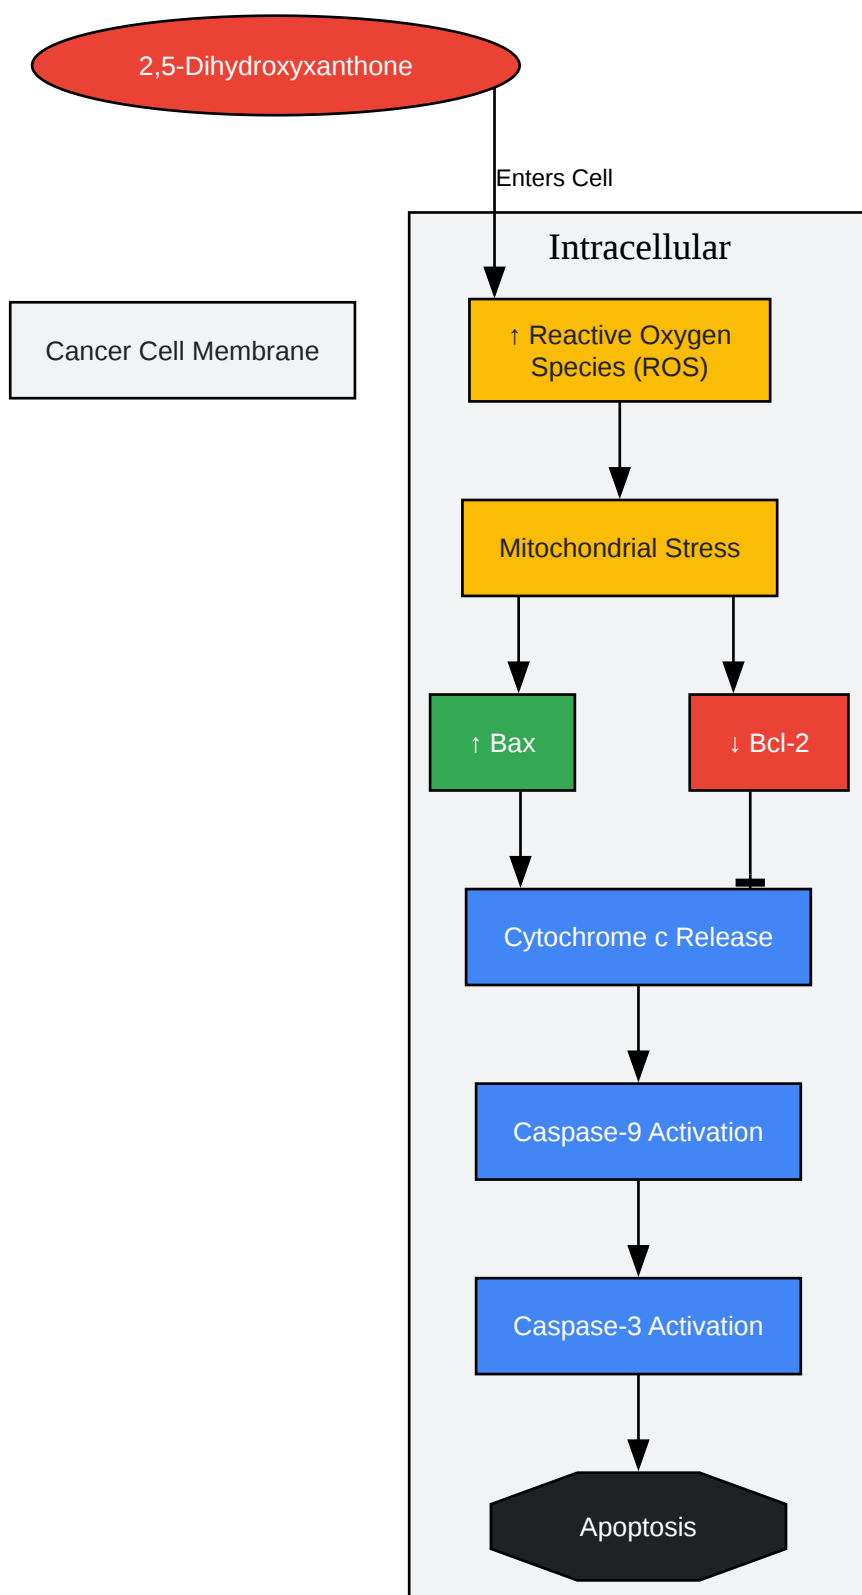 2,5-Dihydroxyxanthone
Enters Cell
Intracellular
Cancer Cell Membrane
↑ Reactive Oxygen
Species (ROS)
Mitochondrial Stress
↑ Bax
↓ Bcl-2
Cytochrome c Release
Caspase-9 Activation
Caspase-3 Activation
Apoptosis